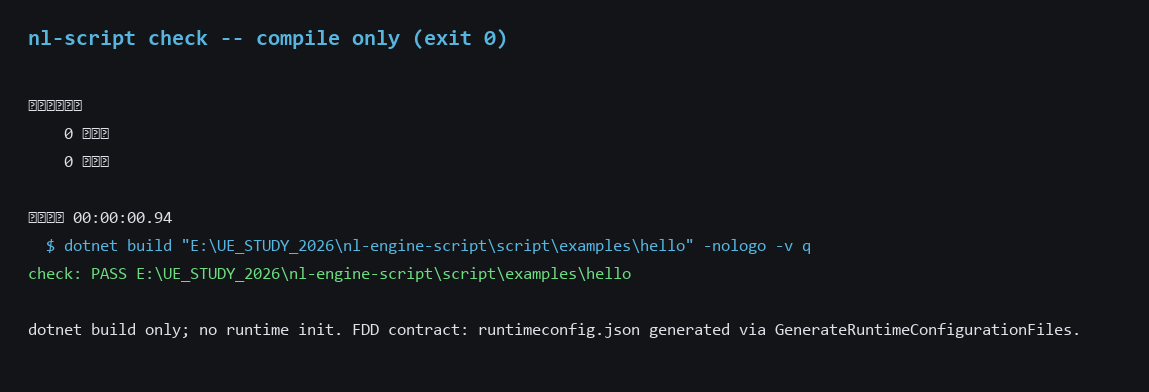 nl-script check -- compile only (exit 0)
0
0
00:00:00.94
$ dotnet build "E:\UE_STUDY_2026\nl-engine-script\script\examples\hello" -nologo -v q
check: PASS E:\UE_STUDY_2026\nl-engine-script\script\examples\hello
dotnet build only; no runtime init. FDD contract: runtimeconfig.json generated via GenerateRuntimeConfigurationFiles.